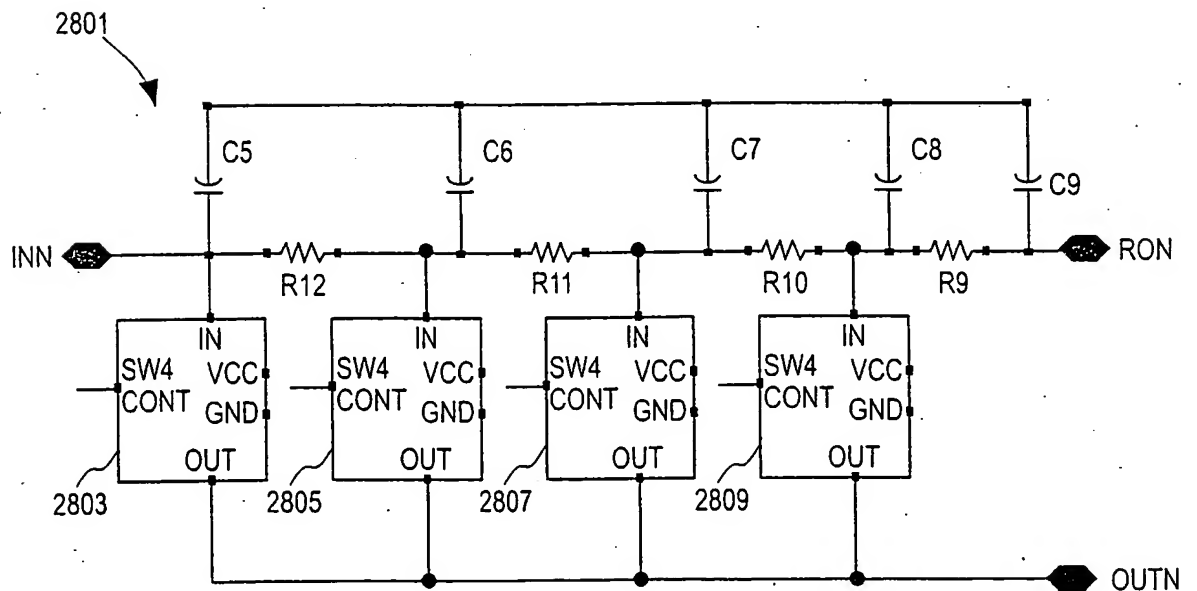 2801
C5
C6
C7
C8
C9
INN
R12
R11
R10
R9
RON
IN
SW4
CONT
VCC
GND
OUT
2803
IN
SW4
CONT
VCC
GND
OUT
2805
IN
SW4
CONT
VCC
GND
OUT
2807
IN
SW4
CONT
VCC
GND
OUT
2809
OUTN